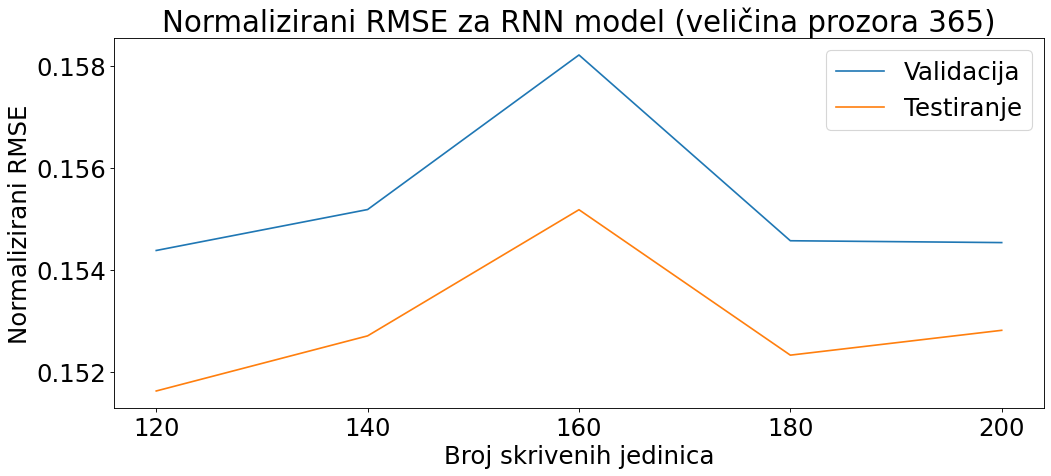 Normalizirani RMSE za RNN model (veličina prozora 365)
Normalizirani RMSE
0.158
0.156
0.154
0.152
Validacija
Testiranje
120 140 160 180 200
Broj skrivenih jedinica